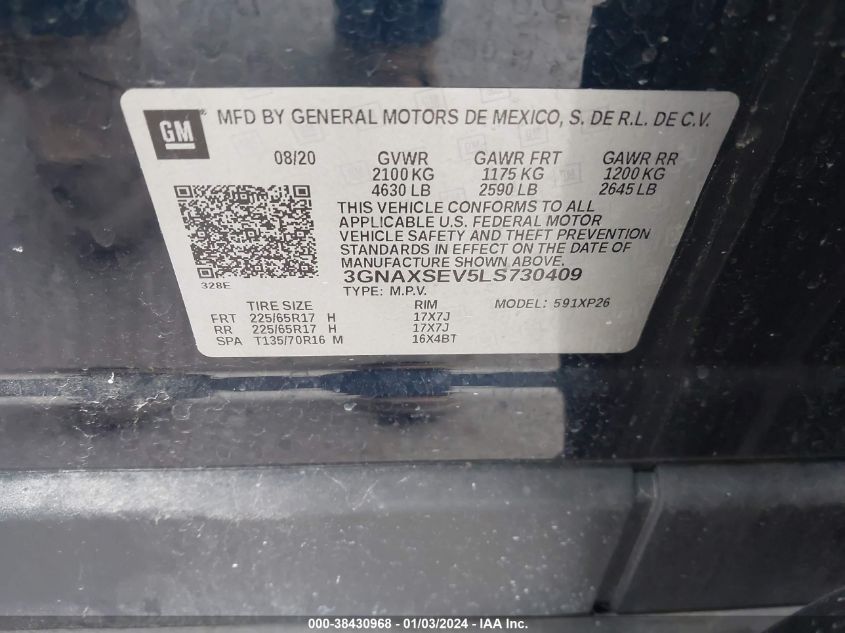 GM MFD BY GENERAL MOTORS DE MEXICO, S. DE R.L. DE C.V.
08/20 GVWR GAWR FRT GAWR RR
2100 KG 1175 KG 1200 KG
4630 LB 2590 LB 2645 LB
THIS VEHICLE CONFORMS TO ALL
APPLICABLE U.S. FEDERAL MOTOR
VEHICLE SAFETY AND THEFT PREVENTION
STANDARDS IN EFFECT ON THE DATE OF
MANUFACTURE SHOWN ABOVE.
3GNAXSEV5LS730409
328E
TYPE: M.P.V. MODEL: 591XP26
TIRE SIZE RIM
FRT 225/65R17 H 17X7J
RR 225/65R17 H 17X7J
SPA T135/70R16 M 16X4BT
000-38430968 - 01/03/2024 - IAA Inc.